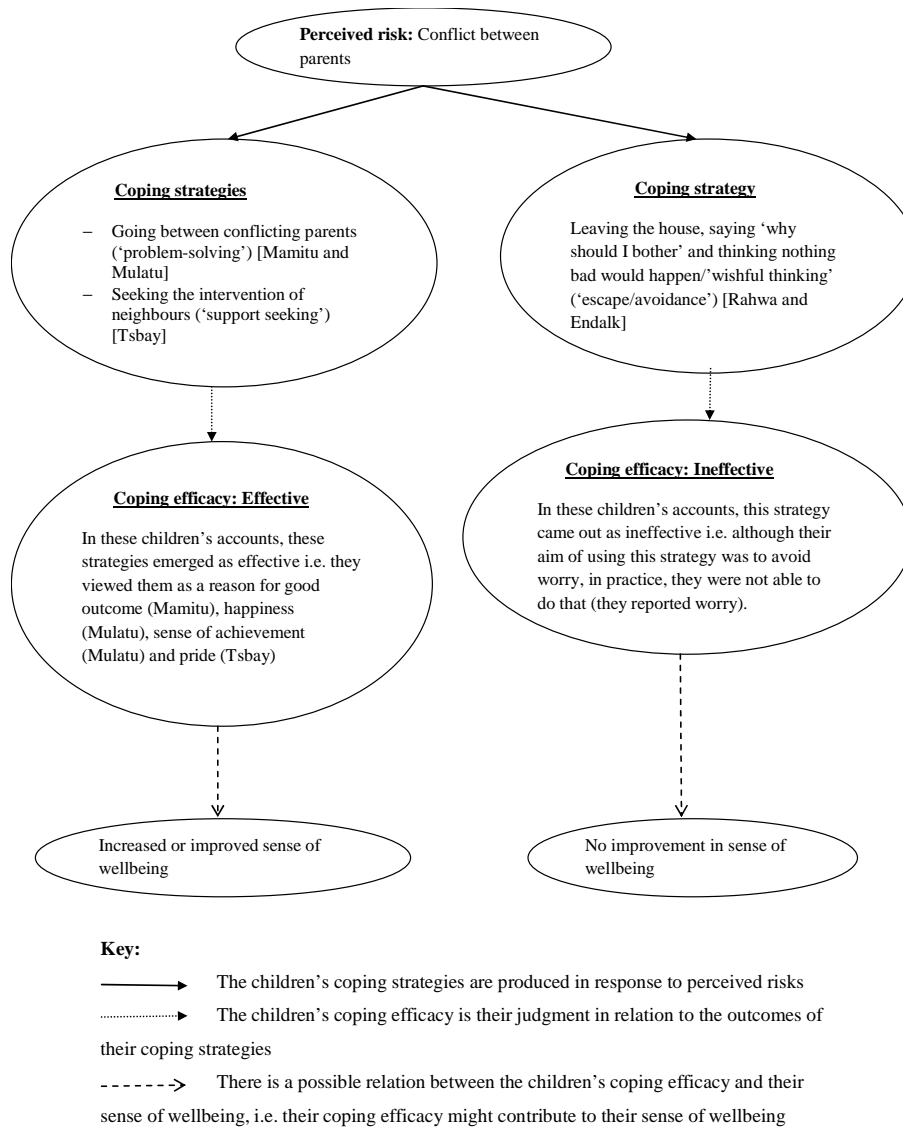 Perceived risk: Conflict between
parents
Coping strategies
– Going between conflicting parents
(‘problem-solving’) [Mamitu and
Mulatu]
– Seeking the intervention of
neighbours (‘support seeking’)
[Tsbay]
Coping strategy
Leaving the house, saying ‘why
should I bother’ and thinking nothing
bad would happen/’wishful thinking’
(‘escape/avoidance’) [Rahwa and
Endalk]
Coping efficacy: Effective
In these children’s accounts, these
strategies emerged as effective i.e. they
viewed them as a reason for good
outcome (Mamitu), happiness
(Mulatu), sense of achievement
(Mulatu) and pride (Tsbay)
Coping efficacy: Ineffective
In these children’s accounts, this strategy
came out as ineffective i.e. although their
aim of using this strategy was to avoid
worry, in practice, they were not able to
do that (they reported worry).
Increased or improved sense of
wellbeing
No improvement in sense of
wellbeing
Key:
The children’s coping strategies are produced in response to perceived risks
The children’s coping efficacy is their judgment in relation to the outcomes of
their coping strategies
There is a possible relation between the children’s coping efficacy and their
sense of wellbeing, i.e. their coping efficacy might contribute to their sense of wellbeing